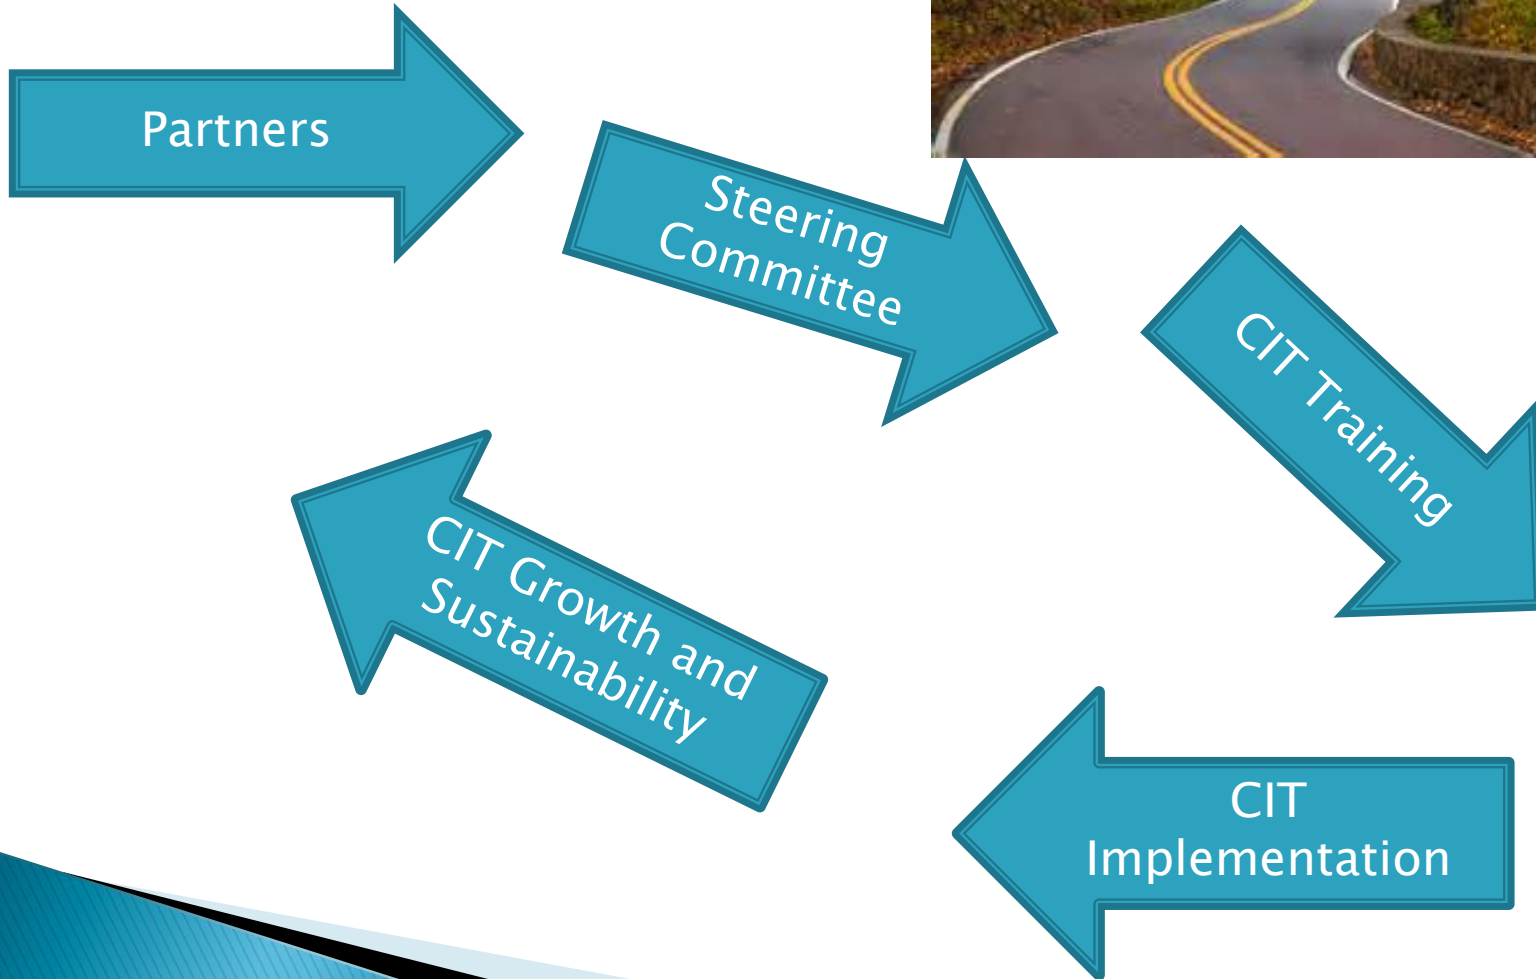 Partners
Steering
Committee
CIT Training
CIT
Implementation
CIT Growth and
Sustainability